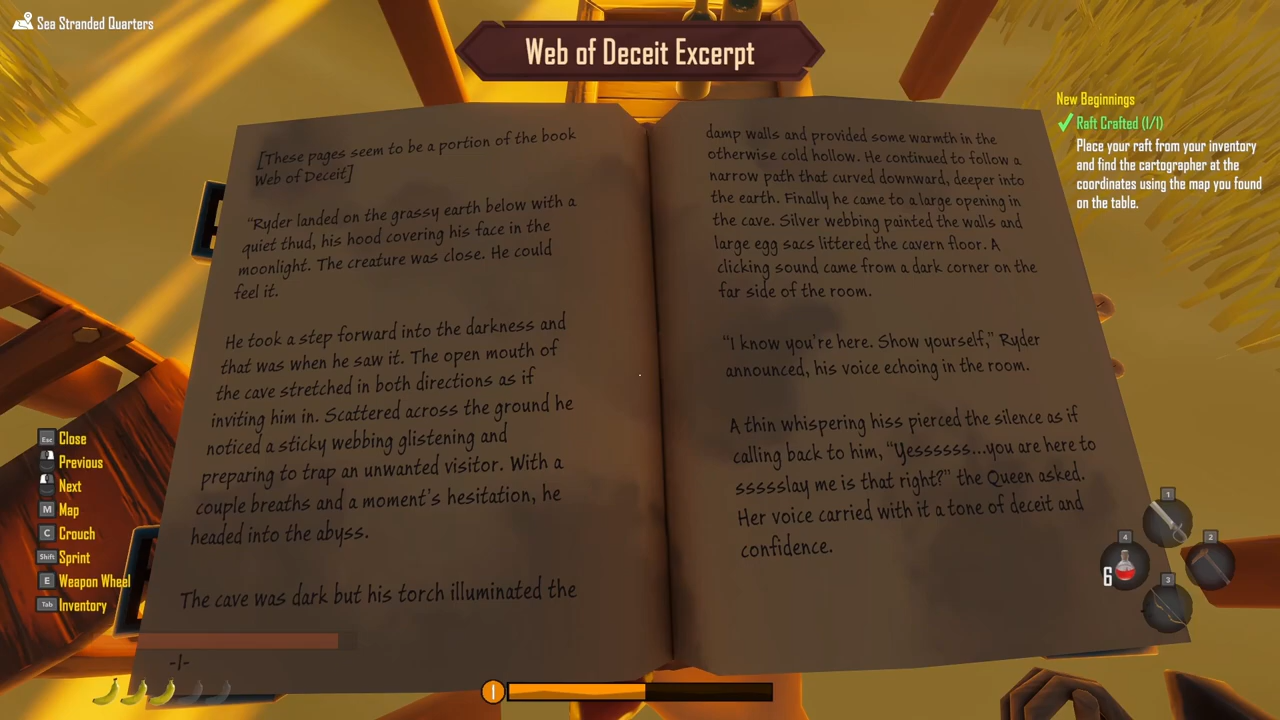 Sea Stranded Quarters
Web of Deceit Excerpt
New Beginnings
Raft Crafted (1/1)
Place your raft from your inventory
and find the cartographer at the
coordinates using the map you found
on the table.
[These pages seem to be a portion of the book
Web of Deceit]
"Ryder landed on the grassy earth below with a
quiet thud, his hood covering his face in the
moonlight. The creature was close. He could
feel it.
He took a step forward into the darkness and
that was when he saw it. The open mouth of
the cave stretched in both directions as if
inviting him in. Scattered across the ground he
noticed a sticky webbing glistening and
preparing to trap an unwanted visitor. With a
couple breaths and a moment's hesitation, he
headed into the abyss.
The cave was dark but his torch illuminated the
-1-
damp walls and provided some warmth in the
otherwise cold hollow. He continued to follow a
narrow path that curved downward, deeper into
the earth. Finally he came to a large opening in
the cave. Silver webbing painted the walls and
large egg sacs littered the cavern floor. A
clicking sound came from a dark corner on the
far side of the room.
"I know you're here. Show yourself," Ryder
announced, his voice echoing in the room.
A thin whispering hiss pierced the silence as if
calling back to him, "Yessssss...you are here to
ssssslay me is that right?" the Queen asked.
Her voice carried with it a tone of deceit and
confidence.
Esc Close
Previous
Next
M Map
C Crouch
Shift Sprint
E Weapon Wheel
Tab Inventory
1
4
2
6
3
1